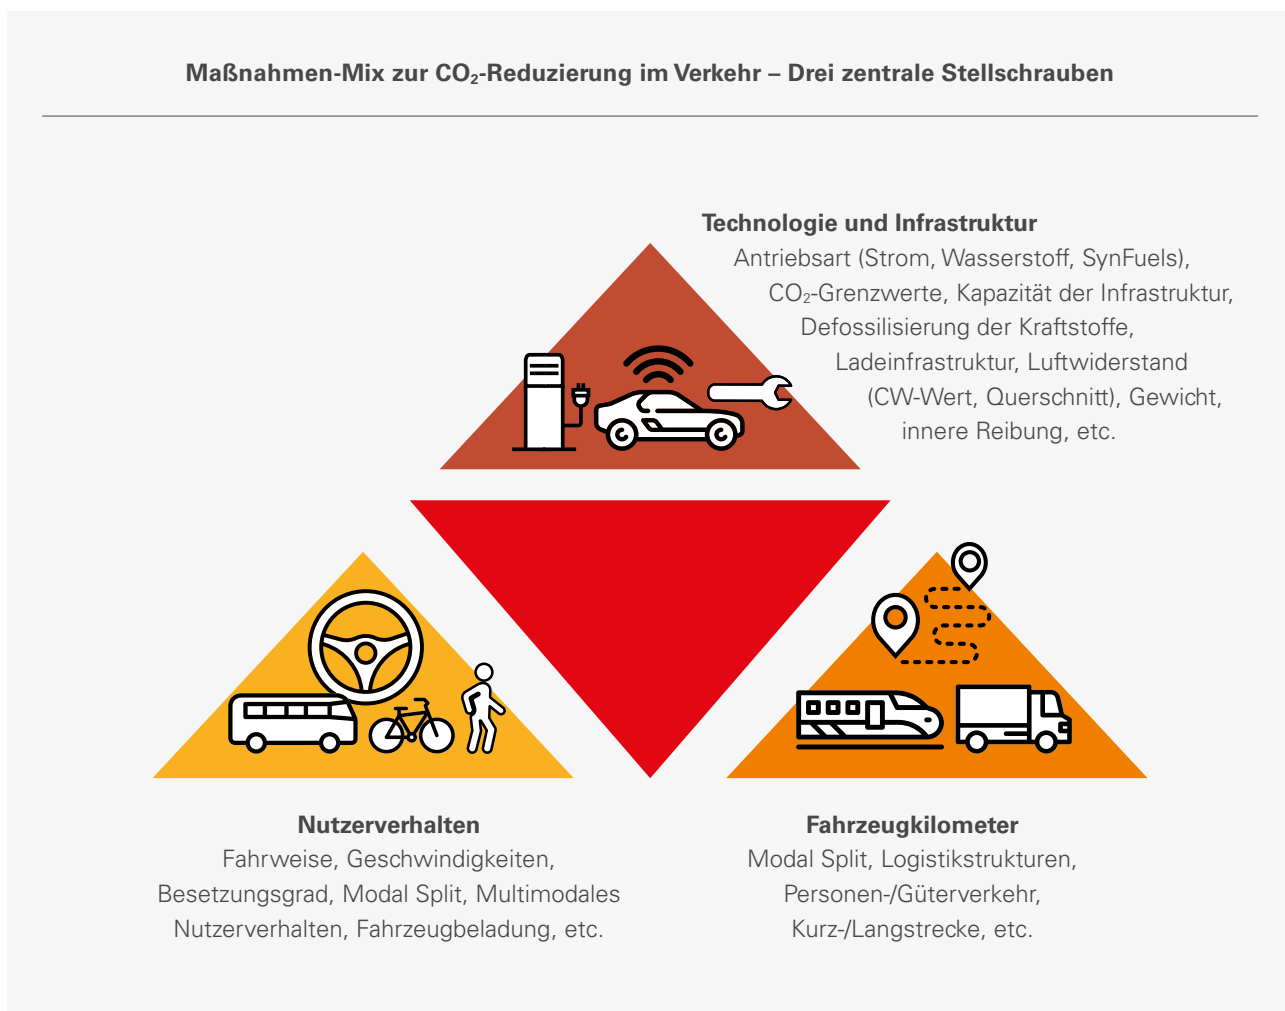 Maßnahmen-Mix zur CO₂-Reduzierung im Verkehr – Drei zentrale Stellschrauben
Technologie und Infrastruktur
Antriebsart (Strom, Wasserstoff, SynFuels),
CO₂-Grenzwerte, Kapazität der Infrastruktur,
Defossilisierung der Kraftstoffe,
Ladeinfrastruktur, Luftwiderstand
(CW-Wert, Querschnitt), Gewicht,
innere Reibung, etc.
Nutzerverhalten
Fahrweise, Geschwindigkeiten,
Besetzungsgrad, Modal Split, Multimodales
Nutzerverhalten, Fahrzeugbeladung, etc.
Fahrzeugkilometer
Modal Split, Logistikstrukturen,
Personen-/Güterverkehr,
Kurz-/Langstrecke, etc.